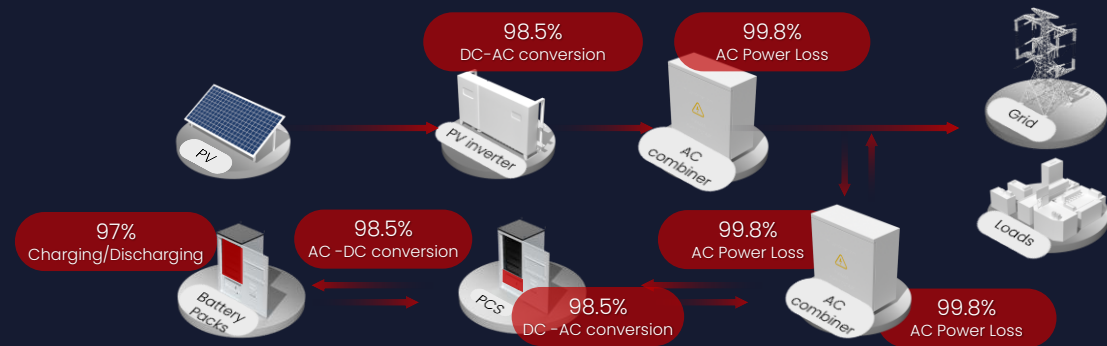 98.5%
DC-AC conversion
99.8%
AC Power Loss
PV
PV inverter
AC
combiner
Grid
Loads
97%
Charging/Discharging
98.5%
AC -DC conversion
99.8%
AC Power Loss
Battery
Packs
PCS
98.5%
DC -AC conversion
AC
combiner
99.8%
AC Power Loss